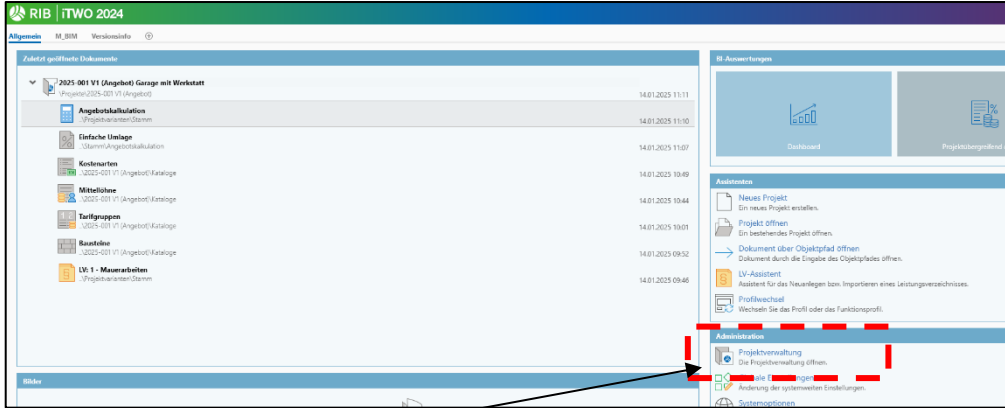 RIB iTWO 2024
Allgemein M_BIM Versionsinfo
Zuletzt geöffnete Dokumente
2025-001 V1 (Angebot) Garage mit Werkstatt
\Projekte\2025-001 V1 (Angebot) 14.01.2025 11:11
Angebotskalkulation
..\Projektvarianten\Stamm 14.01.2025 11:10
Einfache Umlage
..\Stamm\Angebotskalkulation 14.01.2025 11:07
Kostenarten
..\2025-001 V1 (Angebot)\Kataloge 14.01.2025 10:49
Mittellöhne
..\2025-001 V1 (Angebot)\Kataloge 14.01.2025 10:44
Tarifgruppen
..\2025-001 V1 (Angebot)\Kataloge 14.01.2025 10:01
Bausteine
..\2025-001 V1 (Angebot)\Kataloge 14.01.2025 09:52
LV: 1 - Mauerarbeiten
..\Projektvarianten\Stamm 14.01.2025 09:46
Bilder
BI-Auswertungen
Dashboard
Projektübergreifend
Assistenten
Neues Projekt
Ein neues Projekt erstellen.
Projekt öffnen
Ein bestehendes Projekt öffnen.
Dokument über Objektpfad öffnen
Dokument durch die Eingabe des Objektpfades öffnen.
LV-Assistent
Assistent für das Neuanlegen bzw. Importieren eines Leistungsverzeichnisses.
Profilwechsel
Wechseln Sie das Profil oder das Funktionsprofil.
Administration
Projektverwaltung
Die Projektverwaltung öffnen.
Änderung der systemweiten Einstellungen.
Systemoptionen